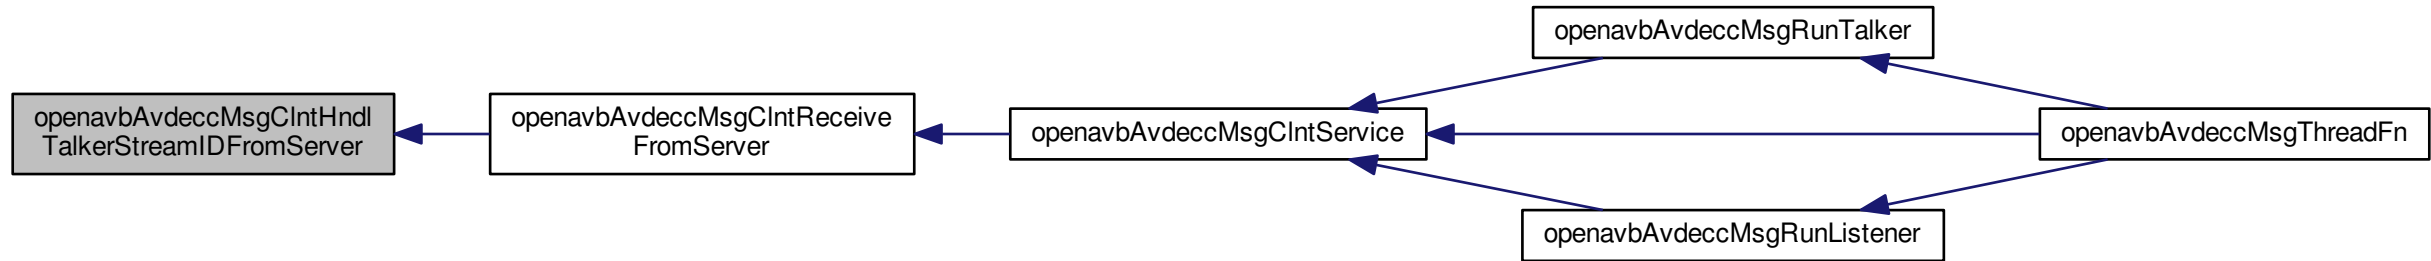 openavbAvdeccMsgClntHndl
TalkerStreamIDFromServer
openavbAvdeccMsgClntReceive
FromServer
openavbAvdeccMsgClntService
openavbAvdeccMsgRunTalker
openavbAvdeccMsgThreadFn
openavbAvdeccMsgRunListener